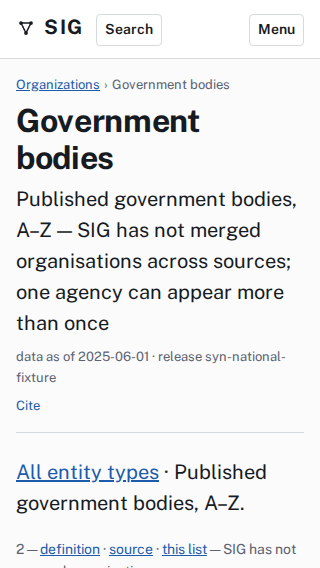 SIG Search Menu
Organizations › Government bodies
Government
bodies
Published government bodies,
A–Z — SIG has not merged
organisations across sources;
one agency can appear more
than once
data as of 2025-06-01 · release syn-national-
fixture
Cite
All entity types · Published
government bodies, A–Z.
2 — definition · source · this list — SIG has not